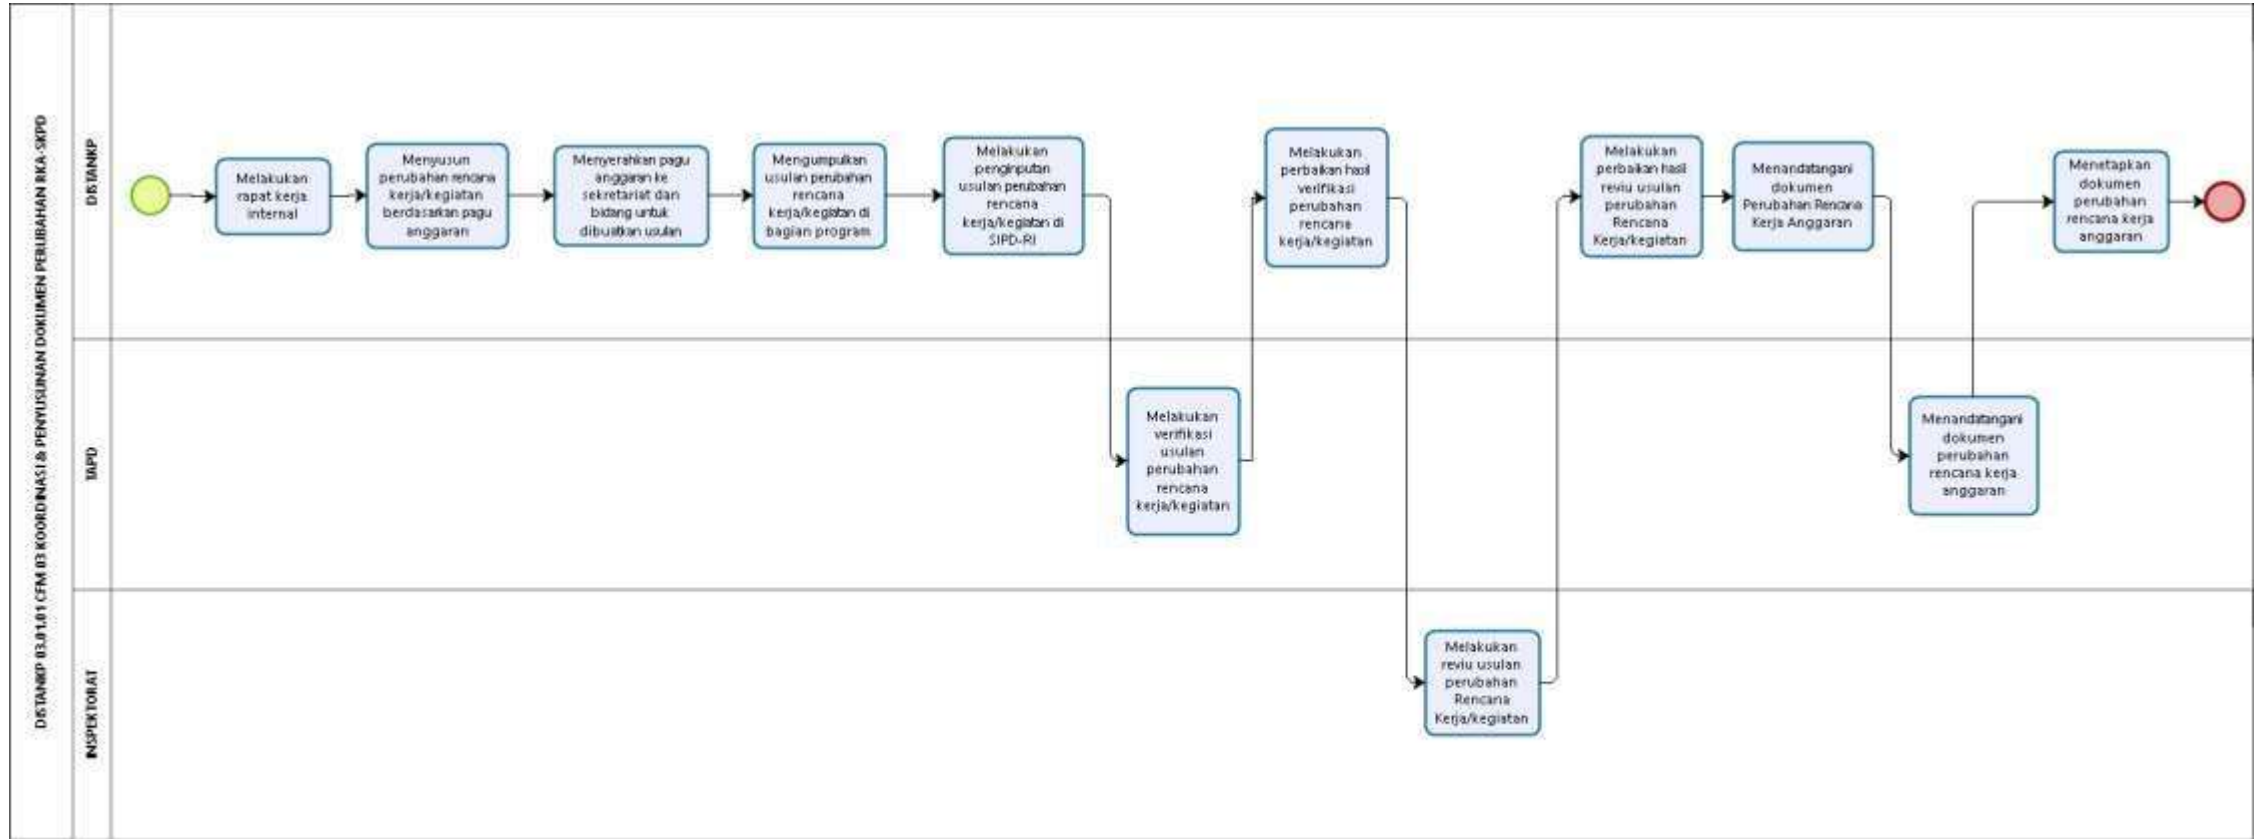 DISTANKP 03.01.01 CFM 03 KOORDINASI & PENYUSUNAN DOKUMEN PERUBAHAN RKA-SKPD
DISTANKP
Melakukan
rapat kerja
internal
Menyusun
perubahan rencana
kerja/kegiatan
berdasarkan pagu
anggaran
Menyerahkan pagu
anggaran ke
sekretariat dan
bidang untuk
dibuatkan usulan
Mengumpulkan
usulan perubahan
rencana
kerja/kegiatan di
bagian program
Melakukan
penginputan
usulan perubahan
rencana
kerja/kegiatan di
SIPD-RI
Melakukan
perbaikan hasil
verifikasi
perubahan
rencana
kerja/kegiatan
Melakukan
perbaikan hasil
reviu usulan
perubahan
Rencana
Kerja/kegiatan
Menandatangani
dokumen
Perubahan Rencana
Kerja Anggaran
Menetapkan
dokumen
perubahan
rencana kerja
anggaran
TAPD
Melakukan
verifikasi
usulan
perubahan
rencana
kerja/kegiatan
Menandatangani
dokumen
perubahan
rencana kerja
anggaran
INSPEKTORAT
Melakukan
reviu usulan
perubahan
Rencana
Kerja/kegiatan